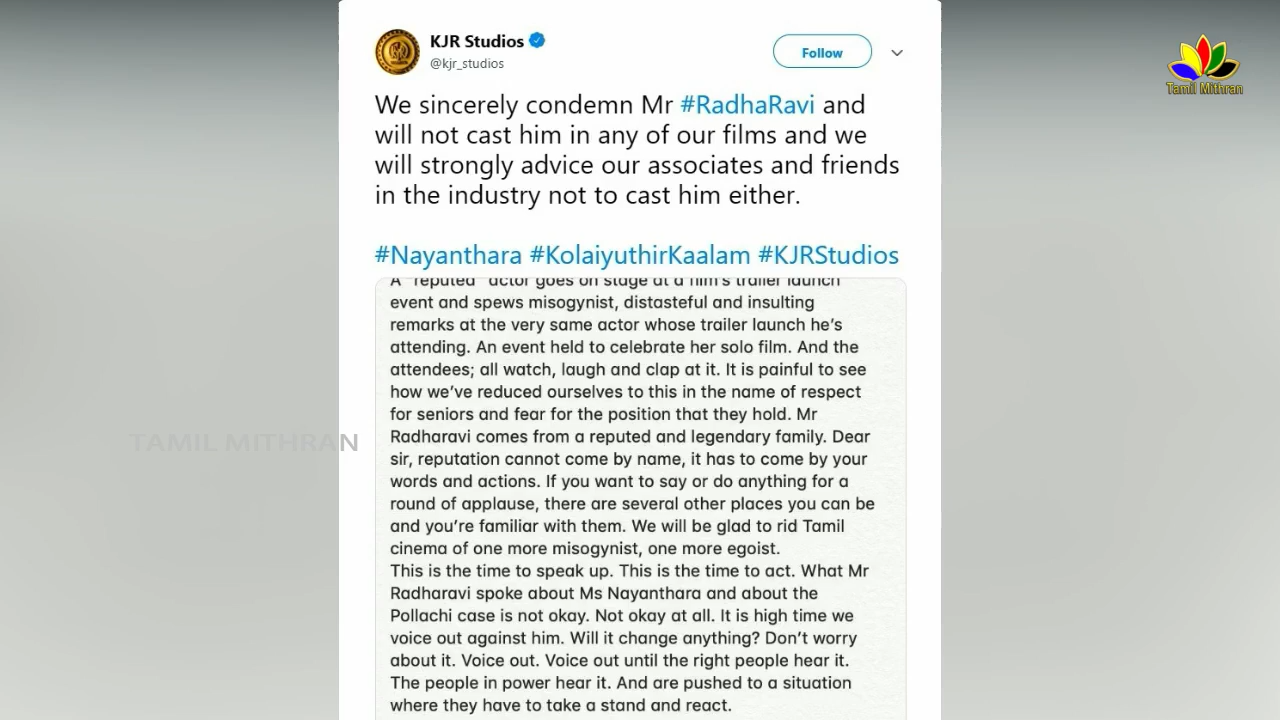 KJR Studios
@kjr_studios
Follow
Tamil Mithran
We sincerely condemn Mr #RadhaRavi and
will not cast him in any of our films and we
will strongly advice our associates and friends
in the industry not to cast him either.
#Nayanthara #KolaiyuthirKaalam #KJRStudios
A "reputed" actor goes on stage at a film's trailer launch
event and spews misogynist, distasteful and insulting
remarks at the very same actor whose trailer launch he's
attending. An event held to celebrate her solo film. And the
attendees; all watch, laugh and clap at it. It is painful to see
how we've reduced ourselves to this in the name of respect
for seniors and fear for the position that they hold. Mr
Radharavi comes from a reputed and legendary family. Dear
sir, reputation cannot come by name, it has to come by your
words and actions. If you want to say or do anything for a
round of applause, there are several other places you can be
and you're familiar with them. We will be glad to rid Tamil
cinema of one more misogynist, one more egoist.
This is the time to speak up. This is the time to act. What Mr
Radharavi spoke about Ms Nayanthara and about the
Pollachi case is not okay. Not okay at all. It is high time we
voice out against him. Will it change anything? Don't worry
about it. Voice out. Voice out until the right people hear it.
The people in power hear it. And are pushed to a situation
where they have to take a stand and react.
TAMIL MITHRAN